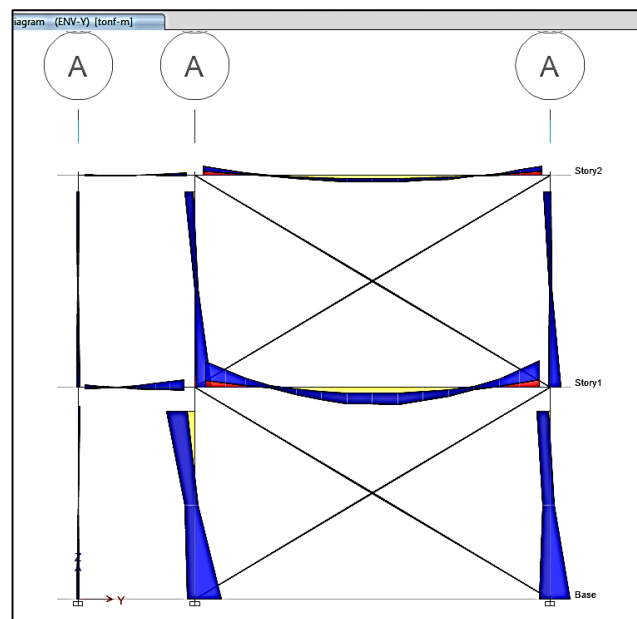 iagram (ENV-Y) [tonf-m]
A A A
Story2
Story1
Z
Y
Base